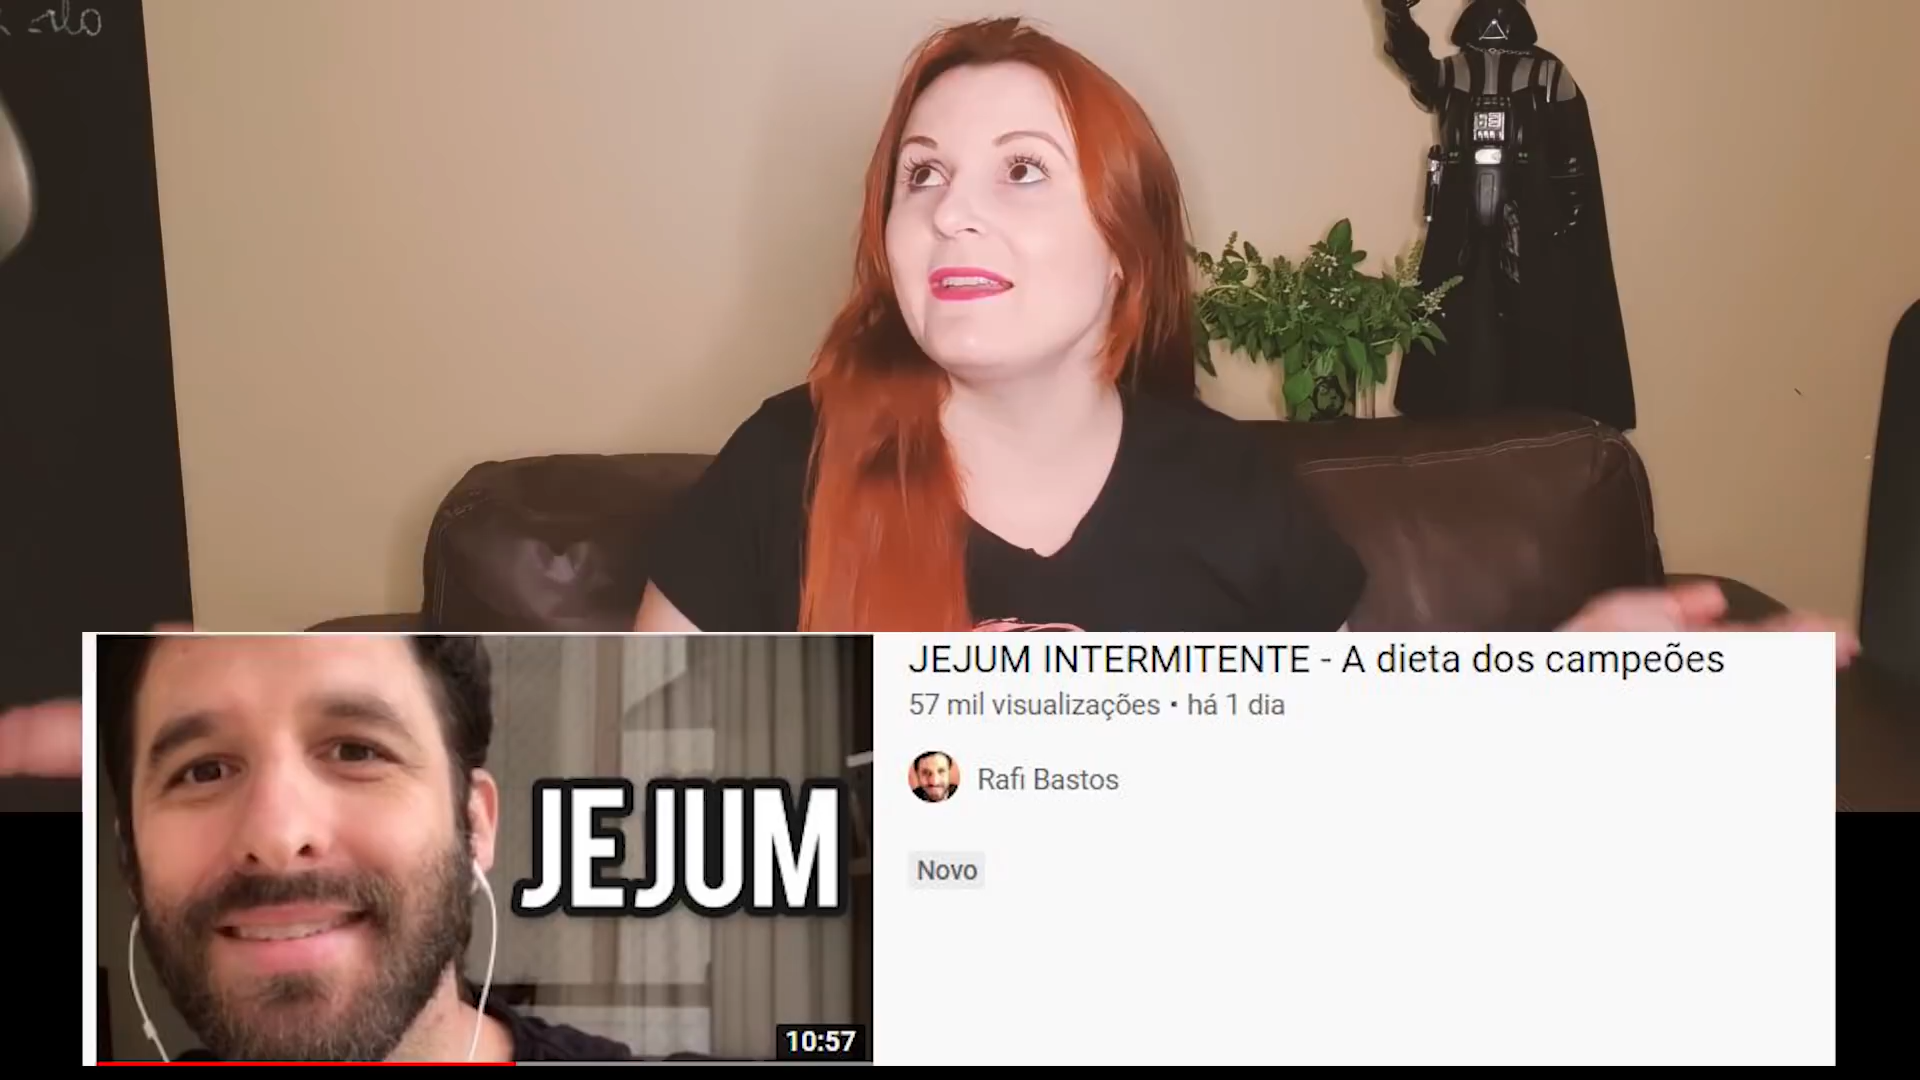 JEJUM INTERMITENTE - A dieta dos campeões
57 mil visualizações • há 1 dia
Rafi Bastos
Novo
JEJUM
10:57